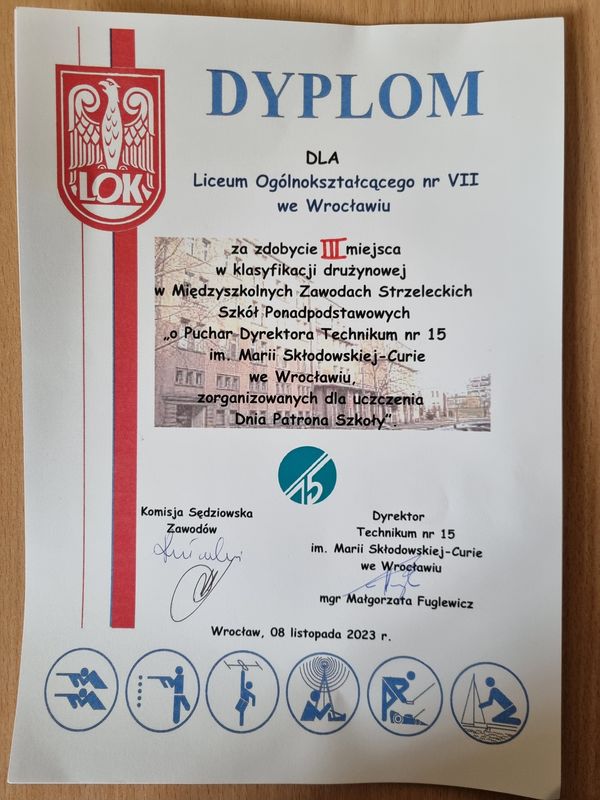 DYPLOM
LOK
DLA
Liceum Ogólnokształcącego nr VII
we Wrocławiu
za zdobycie III miejsca
w klasyfikacji drużynowej
w Międzyszkolnych Zawodach Strzeleckich
Szkół Ponadpodstawowych
„o Puchar Dyrektora Technikum nr 15
im. Marii Skłodowskiej-Curie
we Wrocławiu,
zorganizowanych dla uczczenia
Dnia Patrona Szkoły”.
15
Komisja Sędziowska
Zawodów
Dyrektor
Technikum nr 15
im. Marii Skłodowskiej-Curie
we Wrocławiu
mgr Małgorzata Fuglewicz
Wrocław, 08 listopada 2023 r.